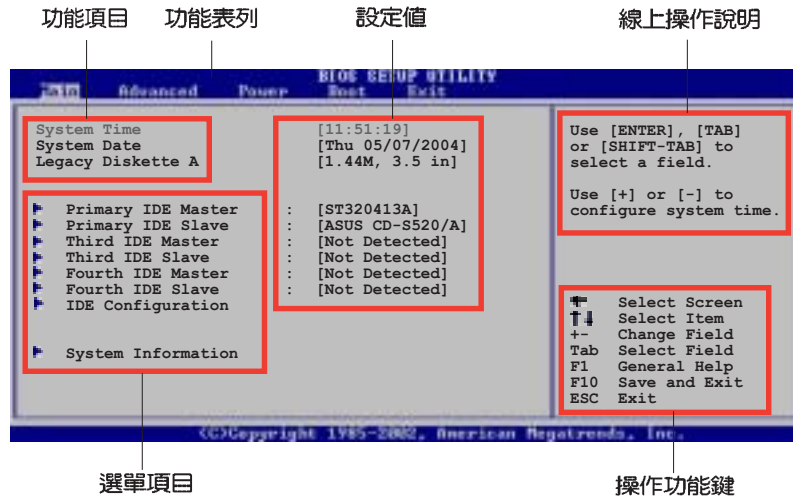 功能項目 功能表列 設定值 線上操作說明
BIOS SETUP UTILITY
Main Advanced Power Boot Exit
System Time [11:51:19]
System Date [Thu 05/07/2004]
Legacy Diskette A [1.44M, 3.5 in]
Primary IDE Master : [ST320413A]
Primary IDE Slave : [ASUS CD-S520/A]
Third IDE Master : [Not Detected]
Third IDE Slave : [Not Detected]
Fourth IDE Master : [Not Detected]
Fourth IDE Slave : [Not Detected]
IDE Configuration
System Information
Use [ENTER], [TAB]
or [SHIFT-TAB] to
select a field.
Use [+] or [-] to
configure system time.
Select Screen
↑↓ Select Item
+- Change Field
Tab Select Field
F1 General Help
F10 Save and Exit
ESC Exit
(C)Copyright 1985-2002, American Megatrends, Inc.
選單項目 操作功能鍵